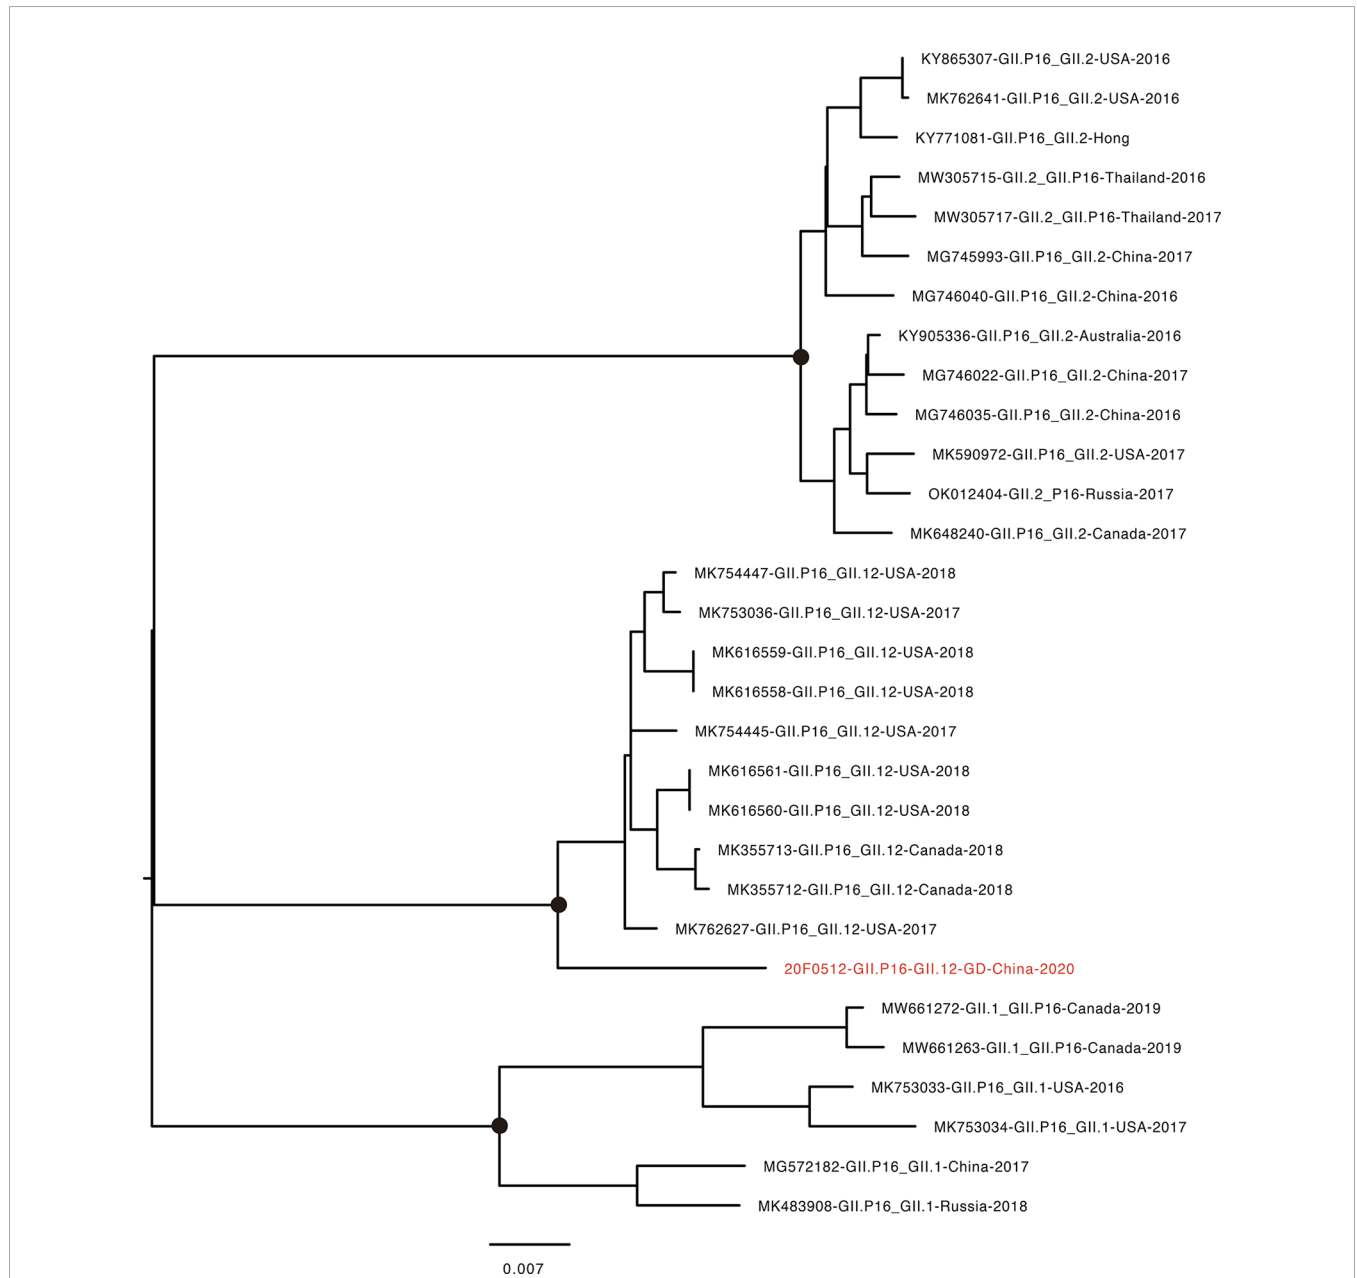 KY865307-GII.P16_GII.2-USA-2016
MK762641-GII.P16_GII.2-USA-2016
KY771081-GII.P16_GII.2-Hong
MW305715-GII.2_GII.P16-Thailand-2016
MW305717-GII.2_GII.P16-Thailand-2017
MG745993-GII.P16_GII.2-China-2017
MG746040-GII.P16_GII.2-China-2016
KY905336-GII.P16_GII.2-Australia-2016
MG746022-GII.P16_GII.2-China-2017
MG746035-GII.P16_GII.2-China-2016
MK590972-GII.P16_GII.2-USA-2017
OK012404-GII.2_P16-Russia-2017
MK648240-GII.P16_GII.2-Canada-2017
MK754447-GII.P16_GII.12-USA-2018
MK753036-GII.P16_GII.12-USA-2017
MK616559-GII.P16_GII.12-USA-2018
MK616558-GII.P16_GII.12-USA-2018
MK754445-GII.P16_GII.12-USA-2017
MK616561-GII.P16_GII.12-USA-2018
MK616560-GII.P16_GII.12-USA-2018
MK355713-GII.P16_GII.12-Canada-2018
MK355712-GII.P16_GII.12-Canada-2018
MK762627-GII.P16_GII.12-USA-2017
20F0512-GII.P16-GII.12-GD-China-2020
MW661272-GII.1_GII.P16-Canada-2019
MW661263-GII.1_GII.P16-Canada-2019
MK753033-GII.P16_GII.1-USA-2016
MK753034-GII.P16_GII.1-USA-2017
MG572182-GII.P16_GII.1-China-2017
MK483908-GII.P16_GII.1-Russia-2018
0.007